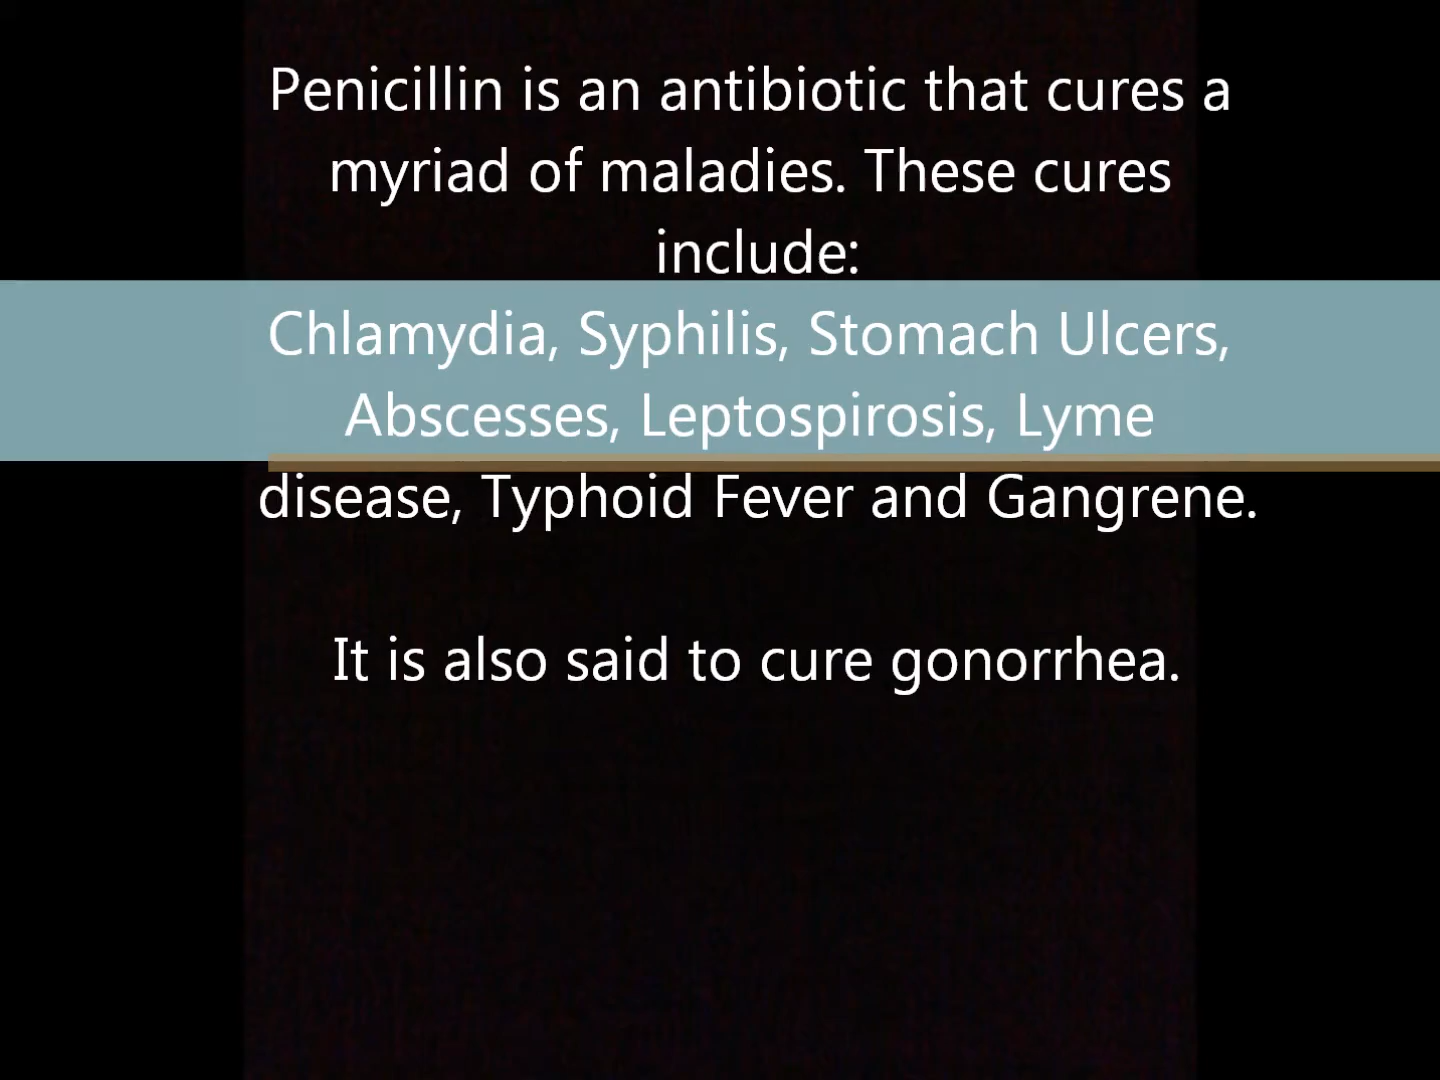 Penicillin is an antibiotic that cures a
myriad of maladies. These cures
include:
Chlamydia, Syphilis, Stomach Ulcers,
Abscesses, Leptospirosis, Lyme
disease, Typhoid Fever and Gangrene.
It is also said to cure gonorrhea.